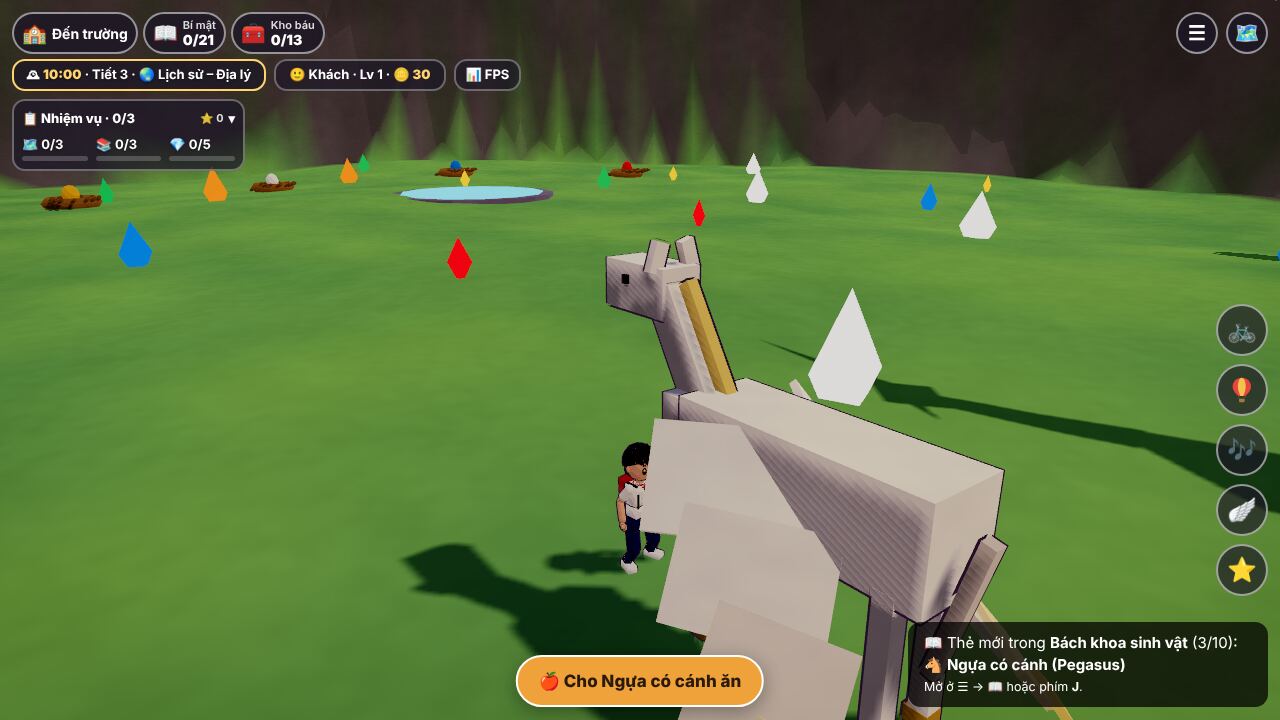 Đến trường
Bí mật
0/21
Kho báu
0/13
10:00 · Tiết 3 · Lịch sử – Địa lý
Khách · Lv 1 · 30
FPS
Nhiệm vụ · 0/3
0 ▾
0/3
0/3
0/5
Cho Ngựa có cánh ăn
Thẻ mới trong Bách khoa sinh vật (3/10):
Ngựa có cánh (Pegasus)
Mở ở ☰ → hoặc phím J.